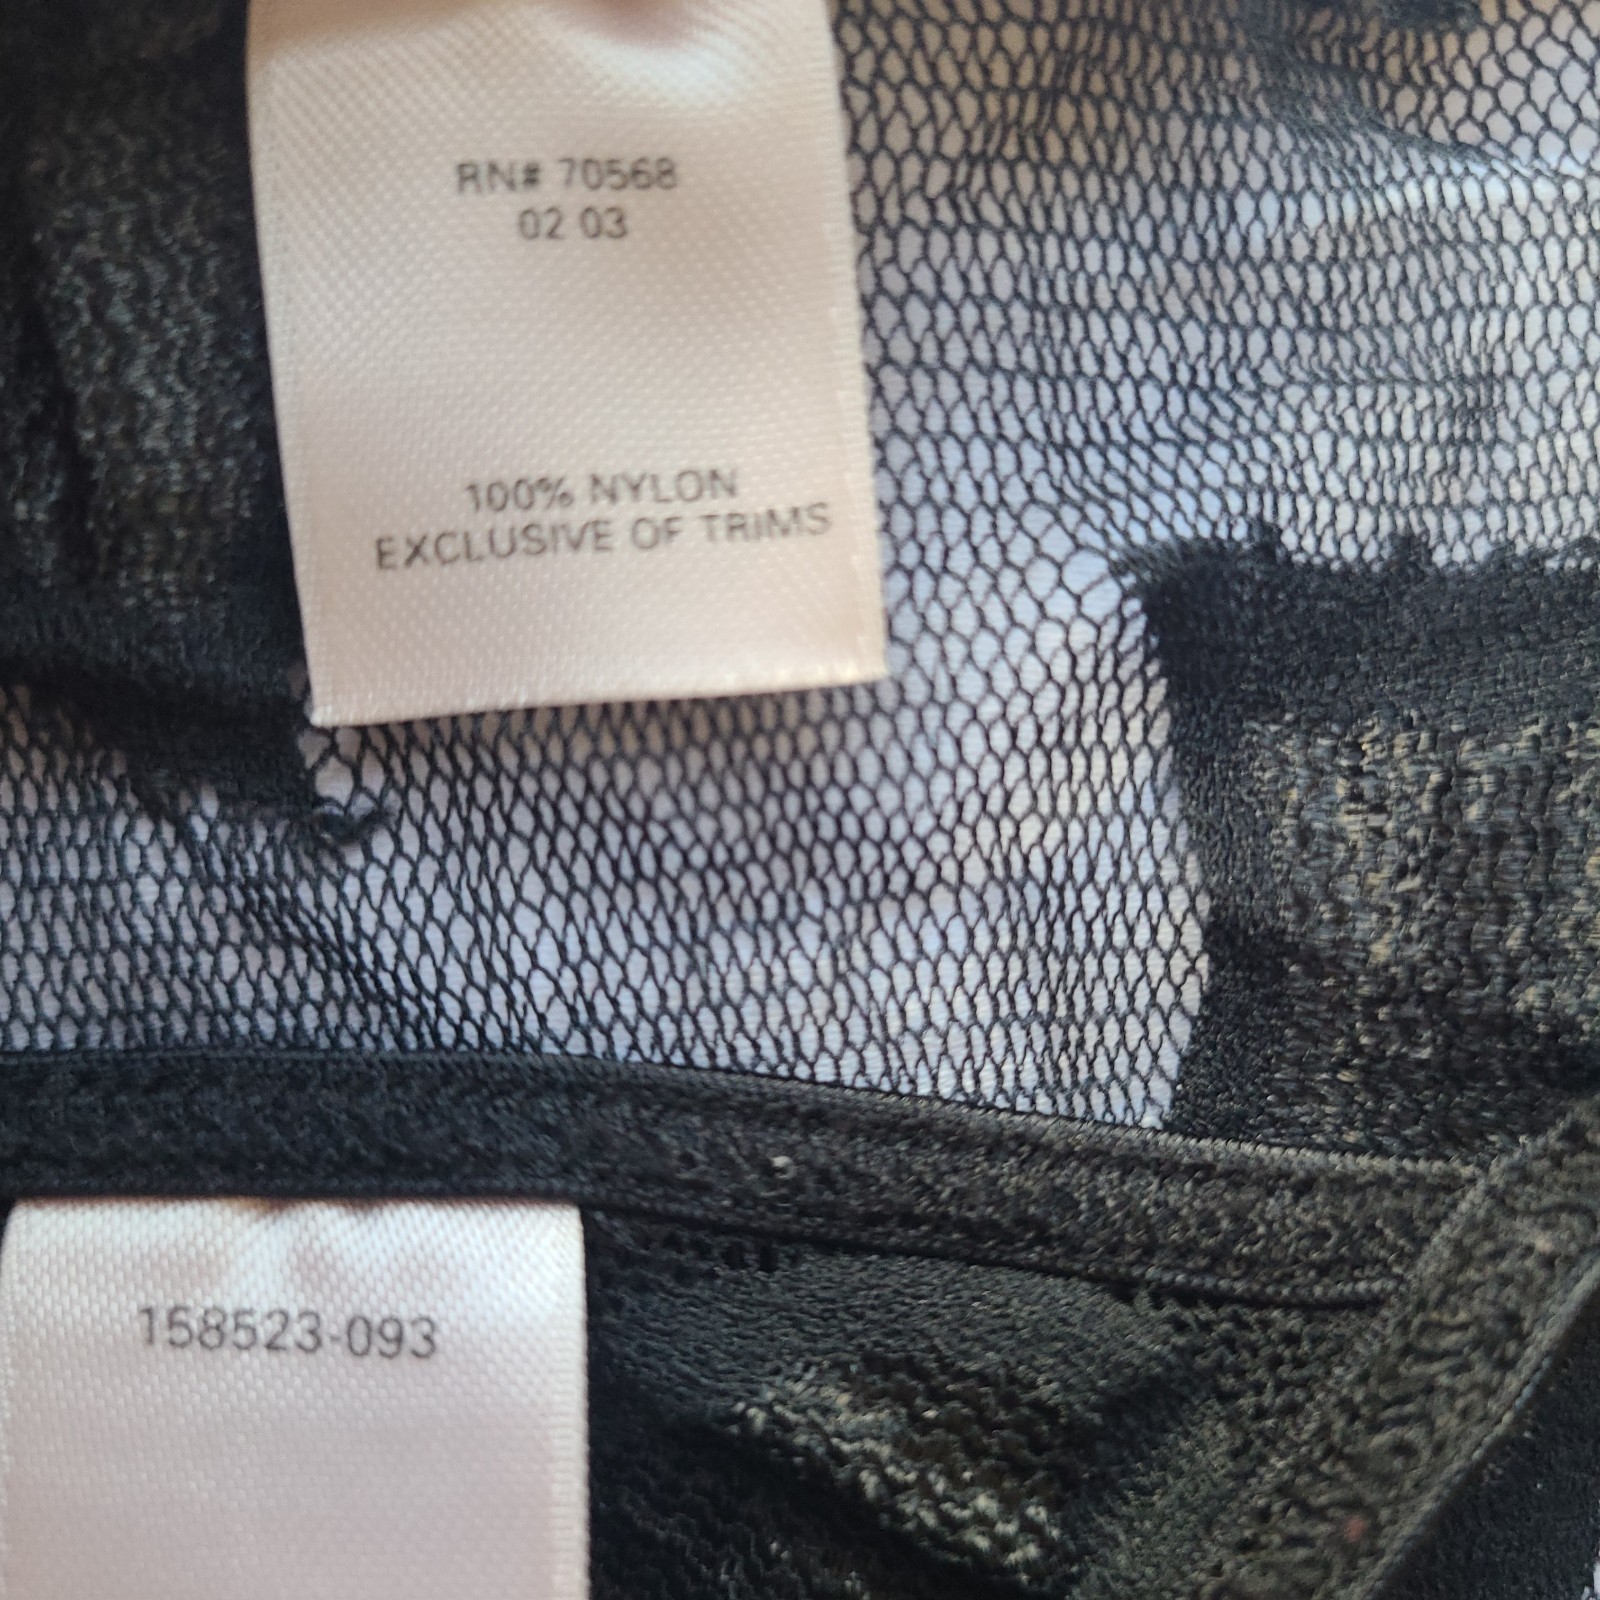 RN# 70568
02 03
100% NYLON
EXCLUSIVE OF TRIMS
158523-093